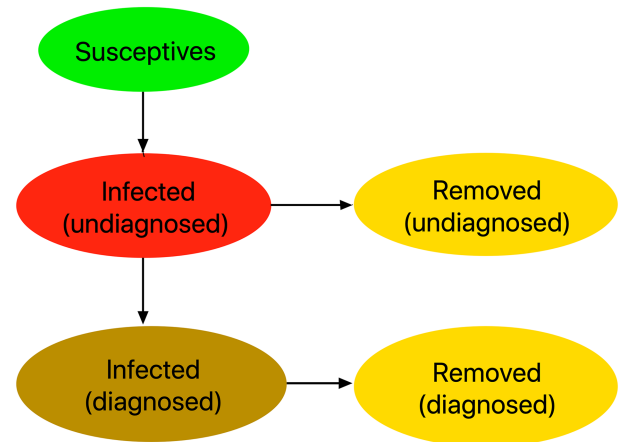 Susceptives
Infected
(undiagnosed)
Removed
(undiagnosed)
Infected
(diagnosed)
Removed
(diagnosed)